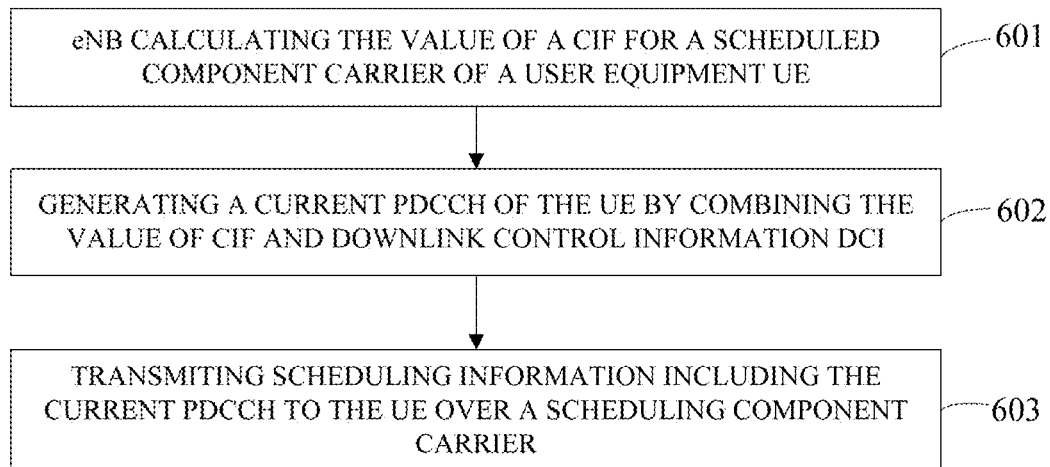 eNB CALCULATING THE VALUE OF A CIF FOR A SCHEDULED
COMPONENT CARRIER OF A USER EQUIPMENT UE
601
GENERATING A CURRENT PDCCH OF THE UE BY COMBINING THE
VALUE OF CIF AND DOWNLINK CONTROL INFORMATION DCI
602
TRANSMITING SCHEDULING INFORMATION INCLUDING THE
CURRENT PDCCH TO THE UE OVER A SCHEDULING COMPONENT
CARRIER
603